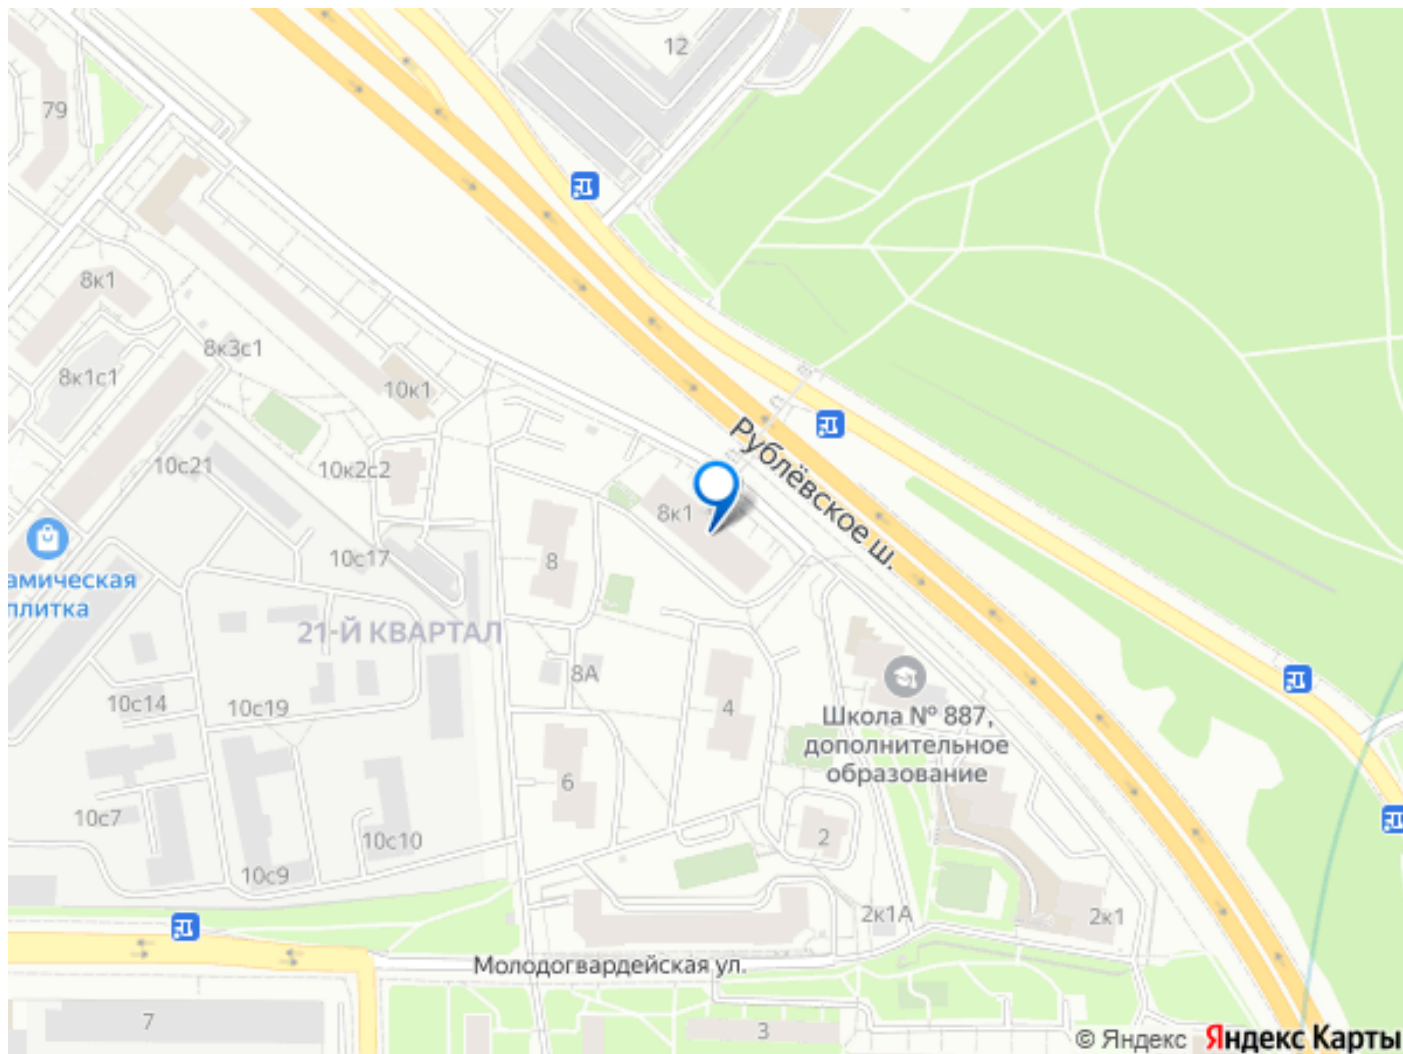 12
79
8к1
8к3с1
8к1с1
10к1
10с21
10к2с2
Рублёвское ш.
8к1
10с17
8
амическая
плитка
21-Й КВАРТАЛ
8А
10с14
10с19
4
Школа № 887,
дополнительное
образование
6
10с7
10с10
2
10с9
2к1А
2к1
Молодогвардейская ул.
7
3
© Яндекс Яндекс Карты